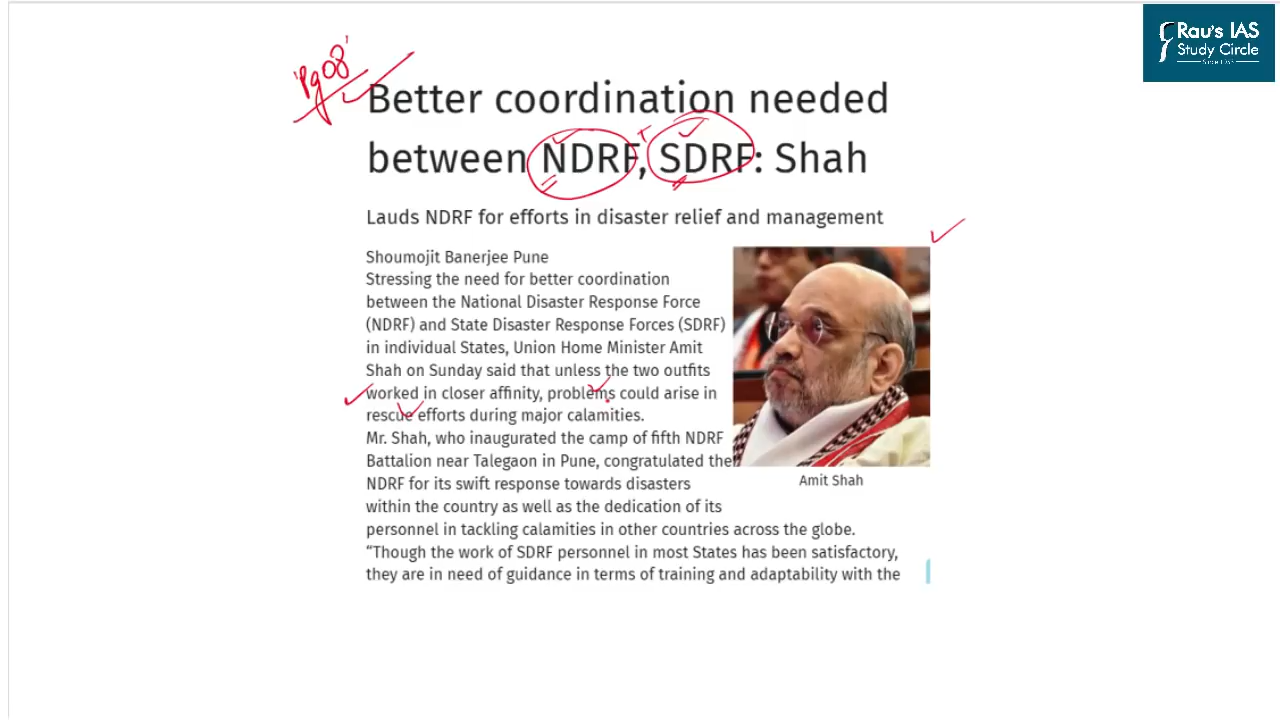 Rau's IAS
Study Circle
Since 1953
'Pg 08'
Better coordination needed
between NDRF, SDRF: Shah
Lauds NDRF for efforts in disaster relief and management
Shoumojit Banerjee Pune
Stressing the need for better coordination
between the National Disaster Response Force
(NDRF) and State Disaster Response Forces (SDRF)
in individual States, Union Home Minister Amit
Shah on Sunday said that unless the two outfits
worked in closer affinity, problems could arise in
rescue efforts during major calamities.
Mr. Shah, who inaugurated the camp of fifth NDRF
Battalion near Talegaon in Pune, congratulated the
NDRF for its swift response towards disasters
within the country as well as the dedication of its
personnel in tackling calamities in other countries across the globe.
“Though the work of SDRF personnel in most States has been satisfactory,
they are in need of guidance in terms of training and adaptability with the
Amit Shah